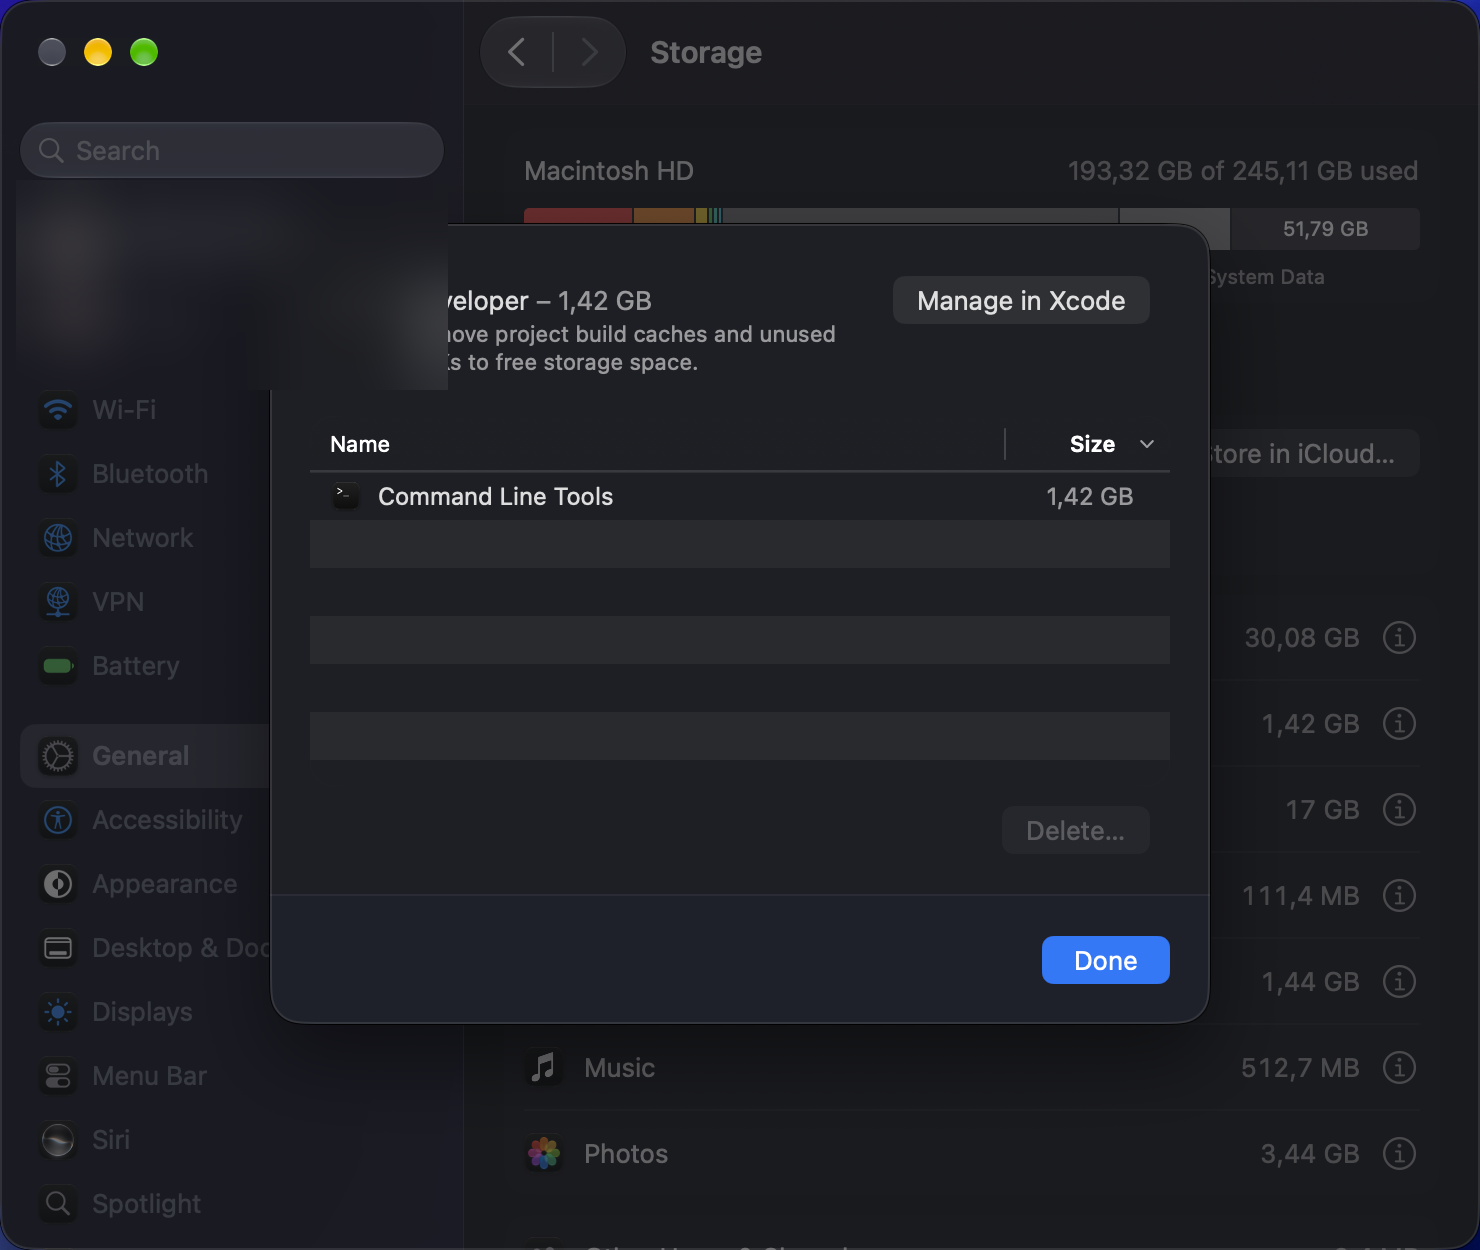 Storage
Search
Macintosh HD
193,32 GB of 245,11 GB used
51,79 GB
System Data
veloper – 1,42 GB
Manage in Xcode
nove project build caches and unused
s to free storage space.
Wi-Fi
Bluetooth
Network
VPN
Battery
General
Accessibility
Appearance
Desktop & Doc
Displays
Menu Bar
Siri
Spotlight
Name
Size
Command Line Tools
1,42 GB
Delete...
Done
Store in iCloud...
30,08 GB
1,42 GB
17 GB
111,4 MB
1,44 GB
Music
512,7 MB
Photos
3,44 GB